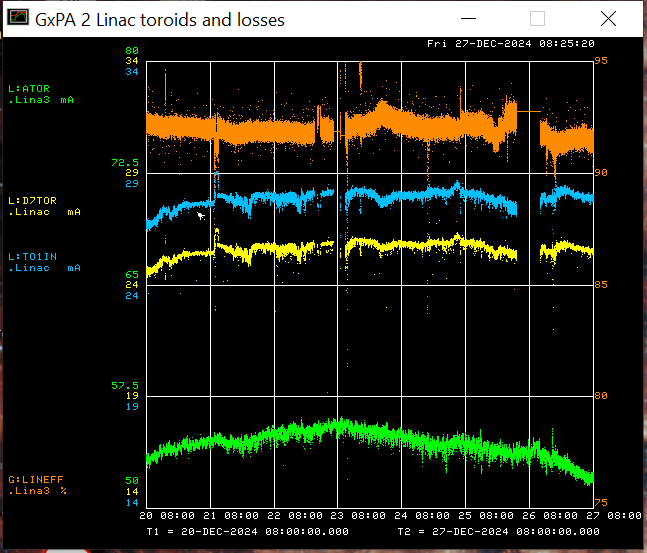 GxPA 2 Linac toroids and losses
Fri 27-DEC-2024 08:25:20
80
34
34
95
L:ATOR
.Lina3 mA
72.5
29
29
90
L:D7TOR
.Linac mA
L:TO1IN
.Linac mA
65
24
24
85
57.5
19
19
80
G:LINEFF
.Lina3 %
50
14
14
25
20 08:00 21 08:00 22 08:00 23 08:00 24 08:00 25 08:00 26 08:00 27 08:00
T1 = 20-DEC-2024 08:00:00.000 T2 = 27-DEC-2024 08:00:00.000